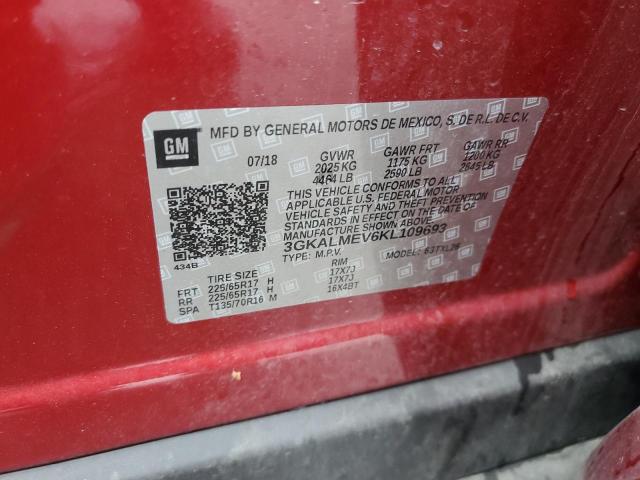 GM
MFD BY GENERAL MOTORS DE MEXICO, S. DE R.L. DE C.V.
07/18 GVWR GAWR FRT GAWR RR
2025 KG 1175 KG 1200 KG
4464 LB 2590 LB 2645 LB
THIS VEHICLE CONFORMS TO ALL
APPLICABLE U.S. FEDERAL MOTOR
VEHICLE SAFETY AND THEFT
PREVENTION STANDARDS IN EFFECT
ON THE DATE OF
MANUFACTURE SHOWN ABOVE.
3GKALMEV6KL109693
TYPE: M.P.V. MODEL: 63TXL26
434B
TIRE SIZE RIM
FRT 225/65R17 H 17X7J
RR 225/65R17 H 17X7J
SPA T135/70R16 M 16X4BT